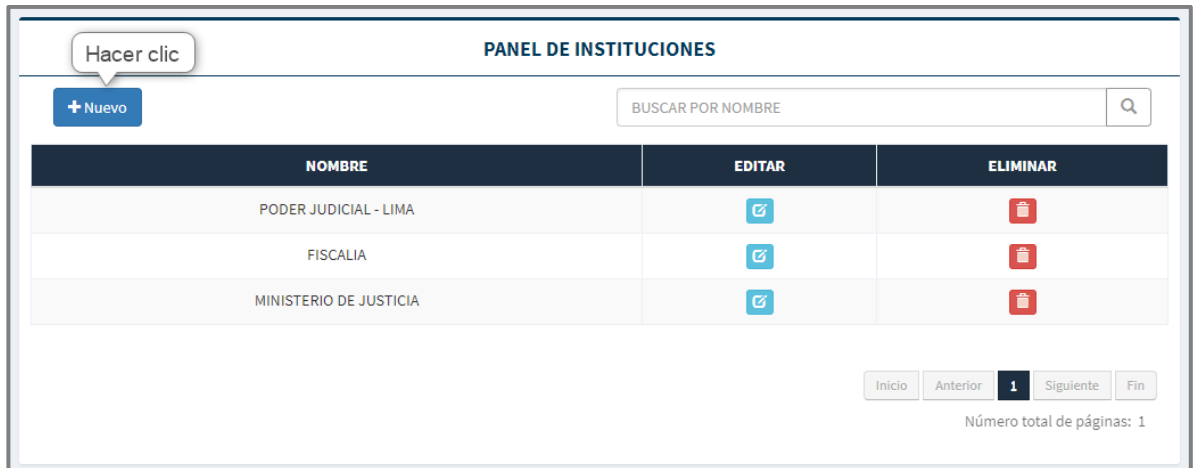 Hacer clic
PANEL DE INSTITUCIONES
Nuevo
BUSCAR POR NOMBRE
NOMBRE EDITAR ELIMINAR
PODER JUDICIAL - LIMA
FISCALIA
MINISTERIO DE JUSTICIA
Inicio Anterior 1 Siguiente Fin
Número total de páginas: 1